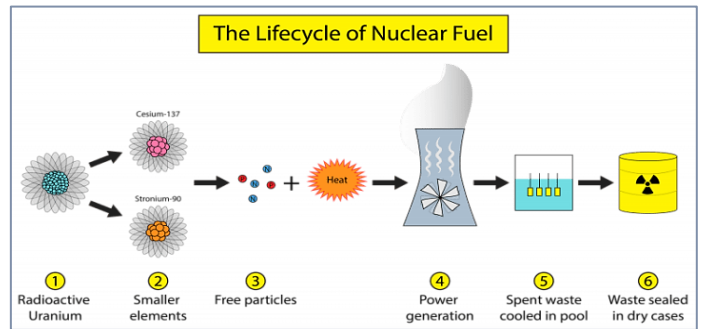 The Lifecycle of Nuclear Fuel
Cesium-137
Stronium-90
P
N
N
P
N
+
Heat
1
Radioactive
Uranium
2
Smaller
elements
3
Free particles
4
Power
generation
5
Spent waste
cooled in pool
6
Waste sealed
in dry cases